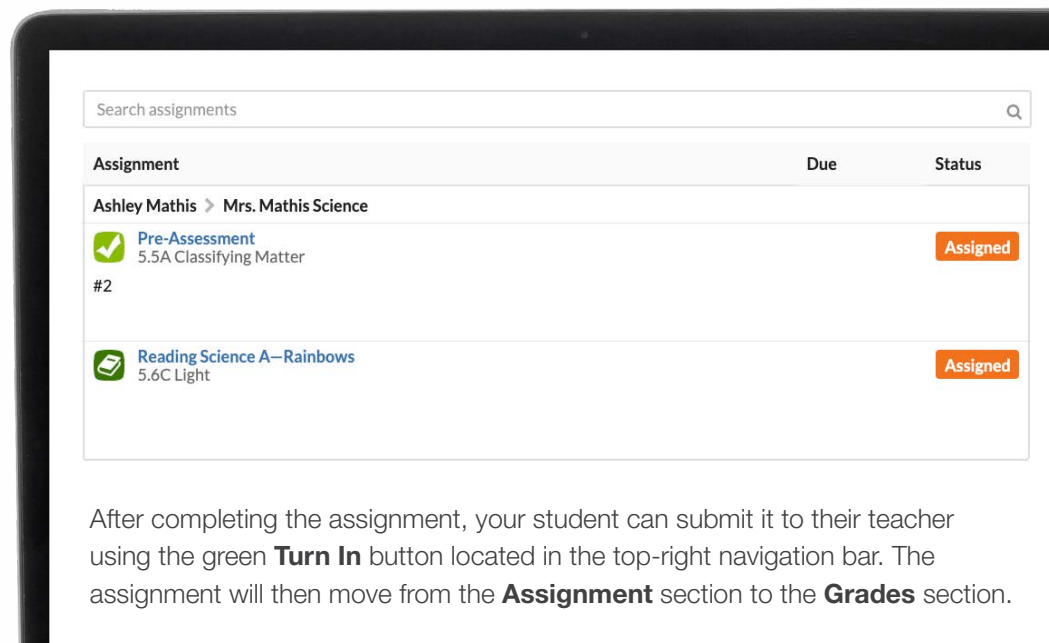 Search assignments
Assignment Due Status
Ashley Mathis > Mrs. Mathis Science
Pre-Assessment Assigned
5.5A Classifying Matter
#2
Reading Science A—Rainbows Assigned
5.6C Light
After completing the assignment, your student can submit it to their teacher
using the green Turn In button located in the top-right navigation bar. The
assignment will then move from the Assignment section to the Grades section.